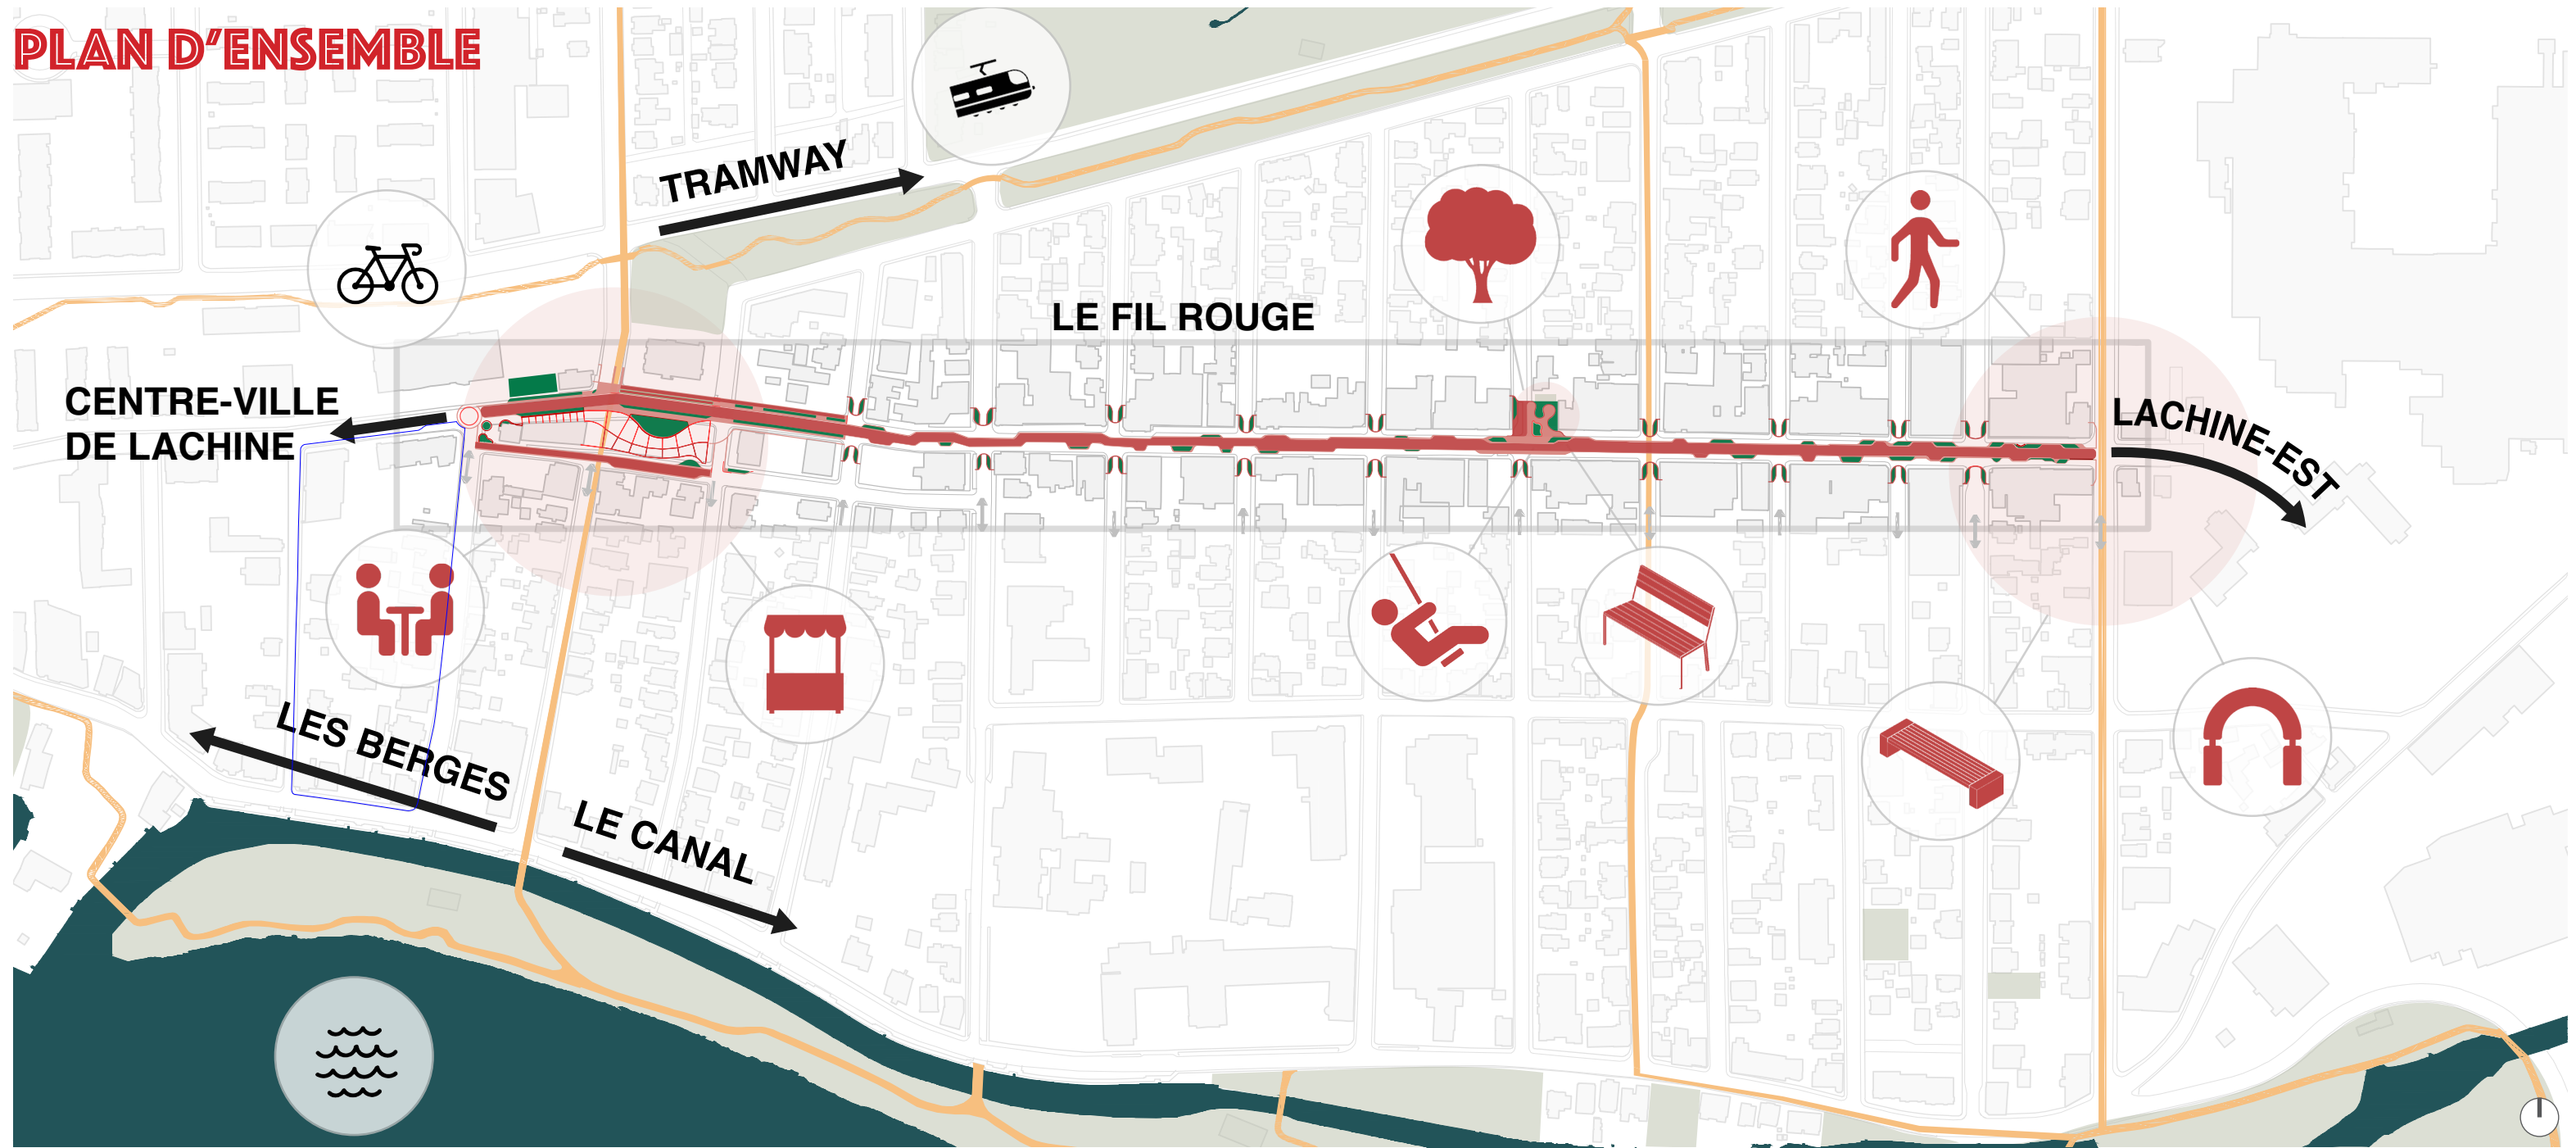 PLAN D'ENSEMBLE
TRAMWAY
LE FIL ROUGE
CENTRE-VILLE
DE LACHINE
LACHINE-EST
LES BERGES
LE CANAL